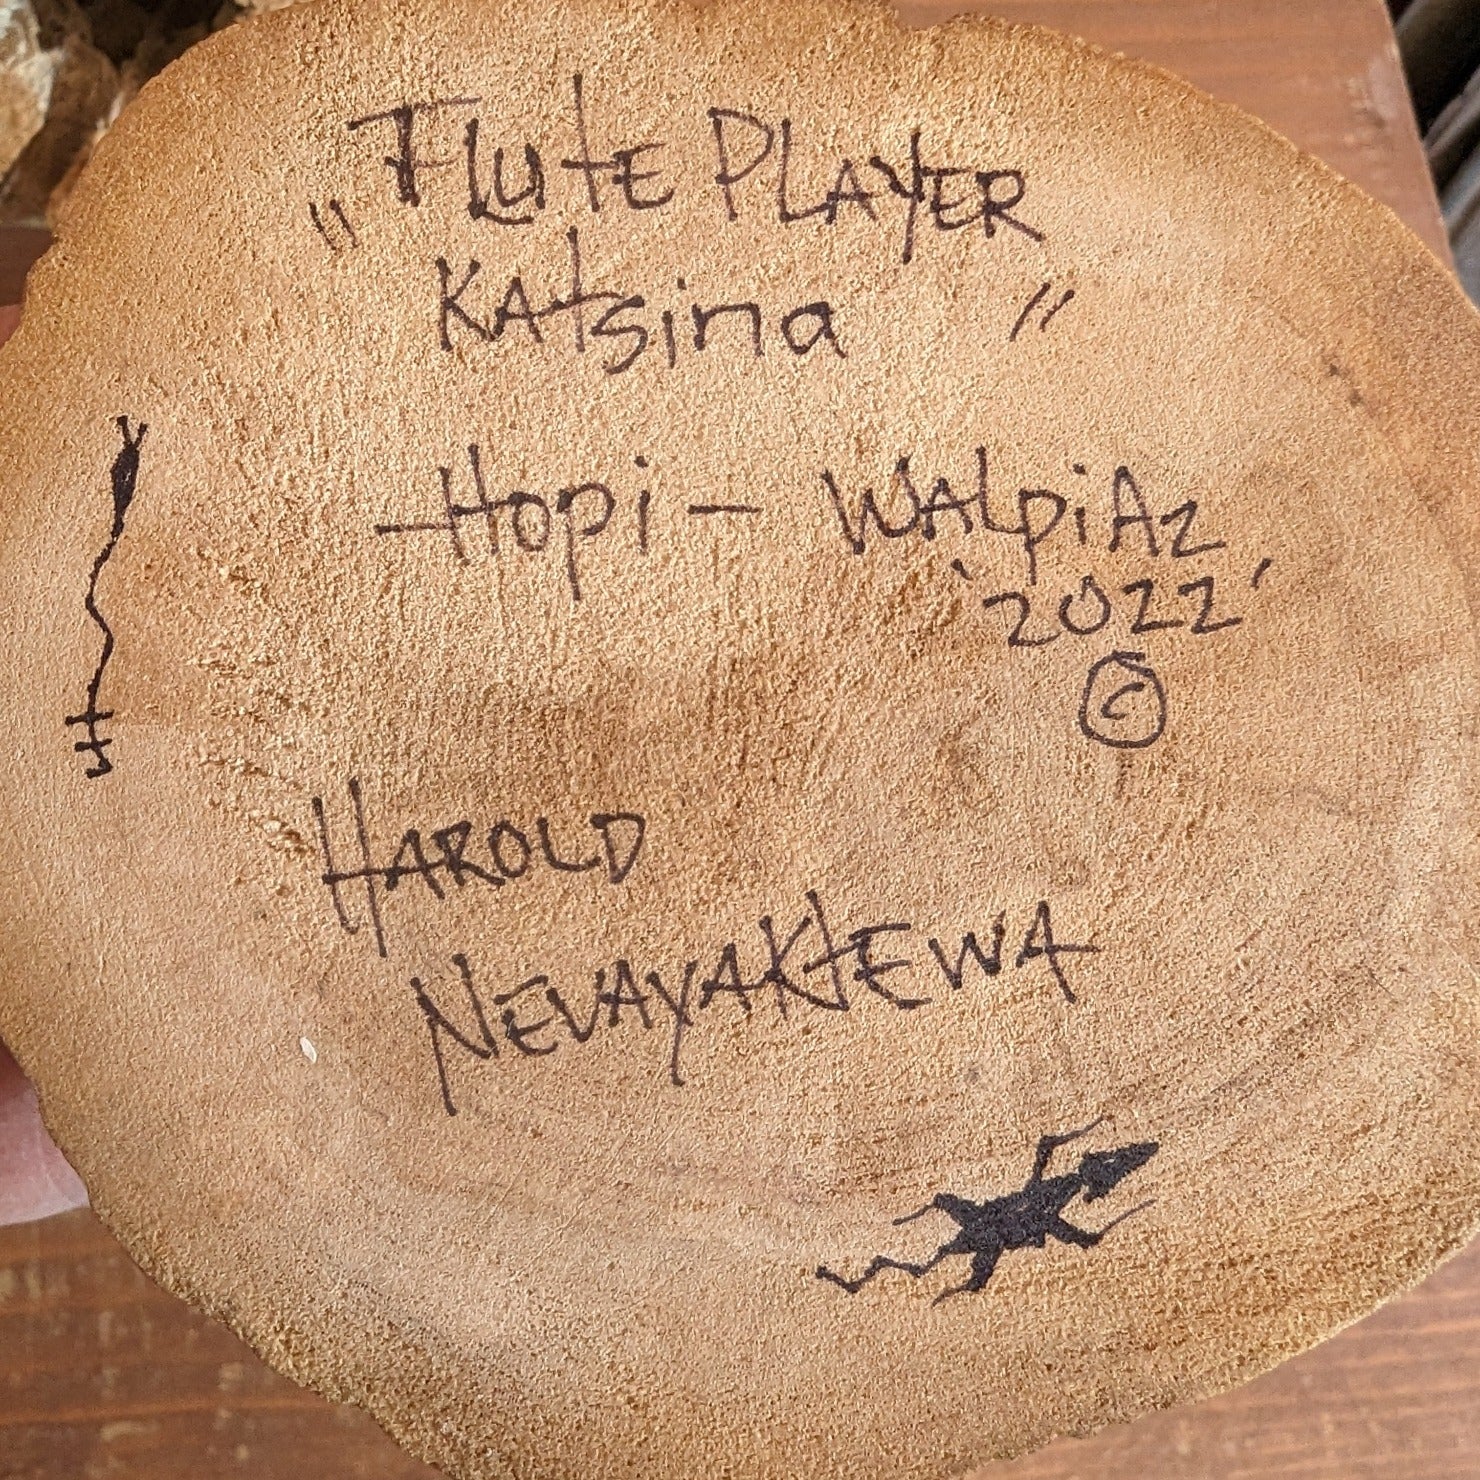 "FLUtE PLAYER
KAtsina "
-Hopi- WALpi Az
'2022'
©
HAROLD
NEVAYAKtEWA